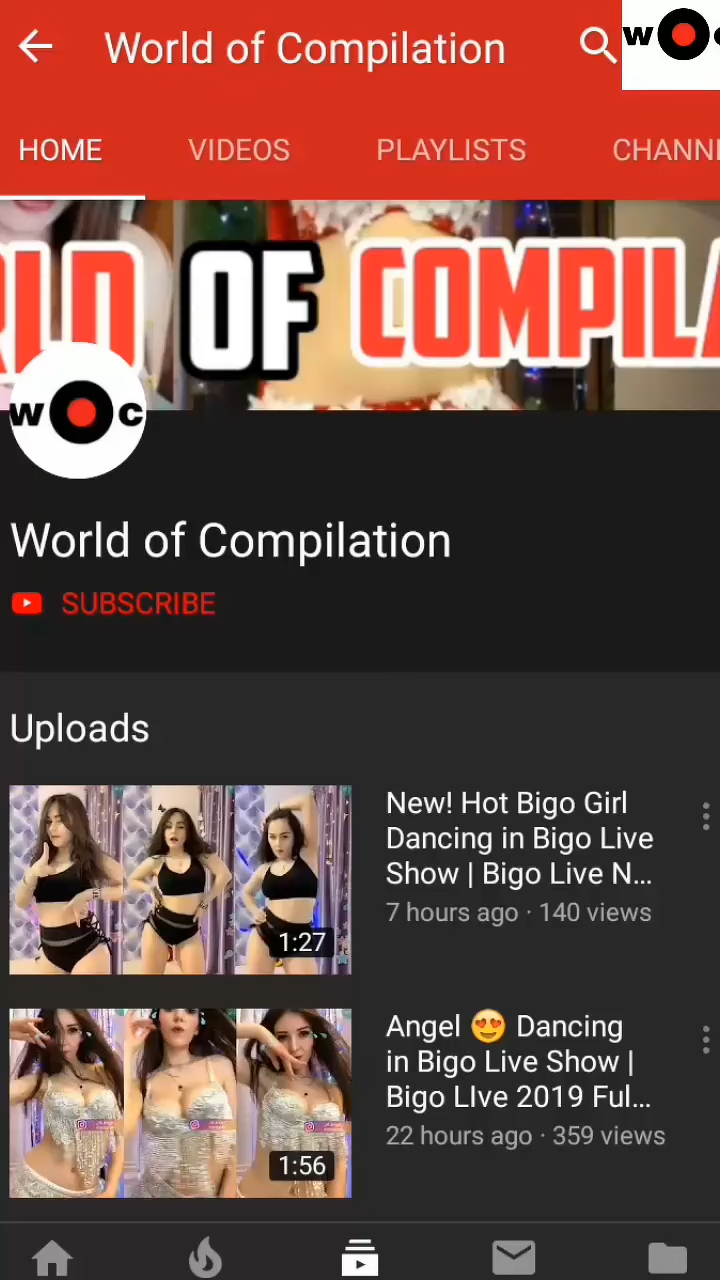 World of Compilation
W
HOME VIDEOS PLAYLISTS CHANN
RLD OF COMPILA
W C
World of Compilation
SUBSCRIBE
Uploads
New! Hot Bigo Girl
Dancing in Bigo Live
Show | Bigo Live N...
7 hours ago · 140 views
1:27
Angel 😍 Dancing
in Bigo Live Show |
Bigo LIve 2019 Ful...
22 hours ago · 359 views
1:56